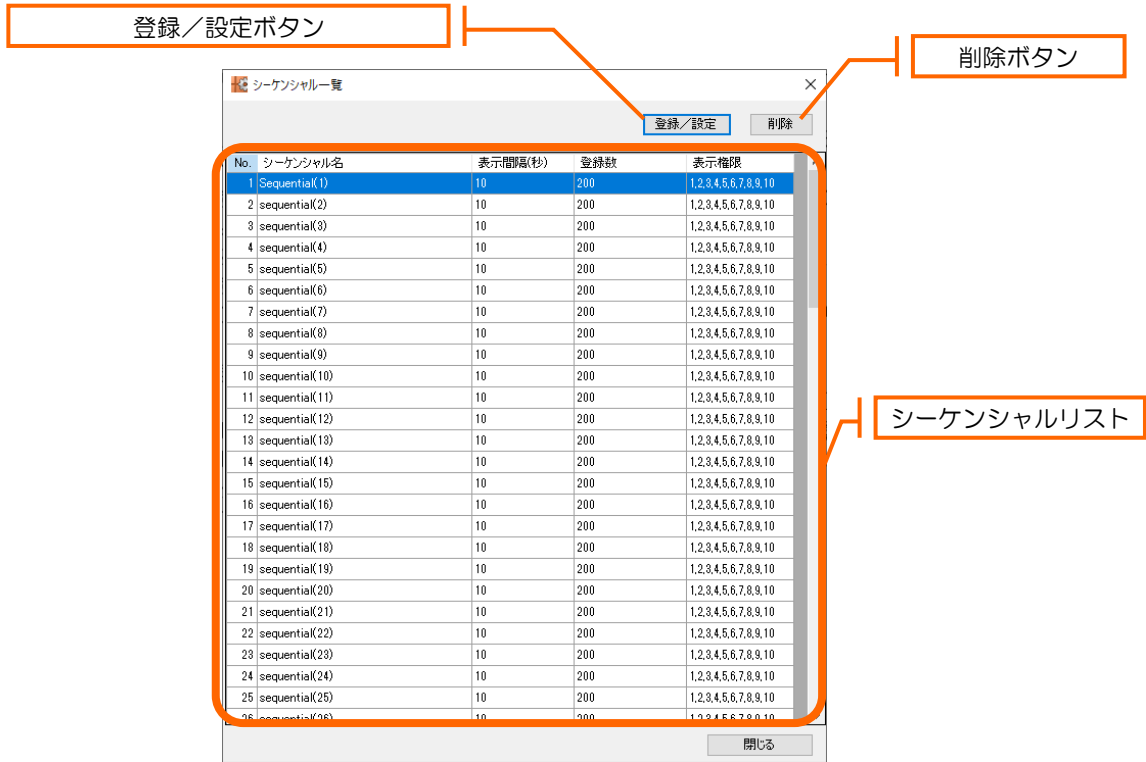 登録／設定ボタン
削除ボタン
シーケンシャル一覧
登録／設定 削除
No. シーケンシャル名 表示間隔(秒) 登録数 表示権限
1 Sequential(1) 10 200 1,2,3,4,5,6,7,8,9,10
2 sequential(2) 10 200 1,2,3,4,5,6,7,8,9,10
3 sequential(3) 10 200 1,2,3,4,5,6,7,8,9,10
4 sequential(4) 10 200 1,2,3,4,5,6,7,8,9,10
5 sequential(5) 10 200 1,2,3,4,5,6,7,8,9,10
6 sequential(6) 10 200 1,2,3,4,5,6,7,8,9,10
7 sequential(7) 10 200 1,2,3,4,5,6,7,8,9,10
8 sequential(8) 10 200 1,2,3,4,5,6,7,8,9,10
9 sequential(9) 10 200 1,2,3,4,5,6,7,8,9,10
10 sequential(10) 10 200 1,2,3,4,5,6,7,8,9,10
11 sequential(11) 10 200 1,2,3,4,5,6,7,8,9,10
12 sequential(12) 10 200 1,2,3,4,5,6,7,8,9,10
13 sequential(13) 10 200 1,2,3,4,5,6,7,8,9,10
14 sequential(14) 10 200 1,2,3,4,5,6,7,8,9,10
15 sequential(15) 10 200 1,2,3,4,5,6,7,8,9,10
16 sequential(16) 10 200 1,2,3,4,5,6,7,8,9,10
17 sequential(17) 10 200 1,2,3,4,5,6,7,8,9,10
18 sequential(18) 10 200 1,2,3,4,5,6,7,8,9,10
19 sequential(19) 10 200 1,2,3,4,5,6,7,8,9,10
20 sequential(20) 10 200 1,2,3,4,5,6,7,8,9,10
21 sequential(21) 10 200 1,2,3,4,5,6,7,8,9,10
22 sequential(22) 10 200 1,2,3,4,5,6,7,8,9,10
23 sequential(23) 10 200 1,2,3,4,5,6,7,8,9,10
24 sequential(24) 10 200 1,2,3,4,5,6,7,8,9,10
25 sequential(25) 10 200 1,2,3,4,5,6,7,8,9,10
シーケンシャルリスト
閉じる